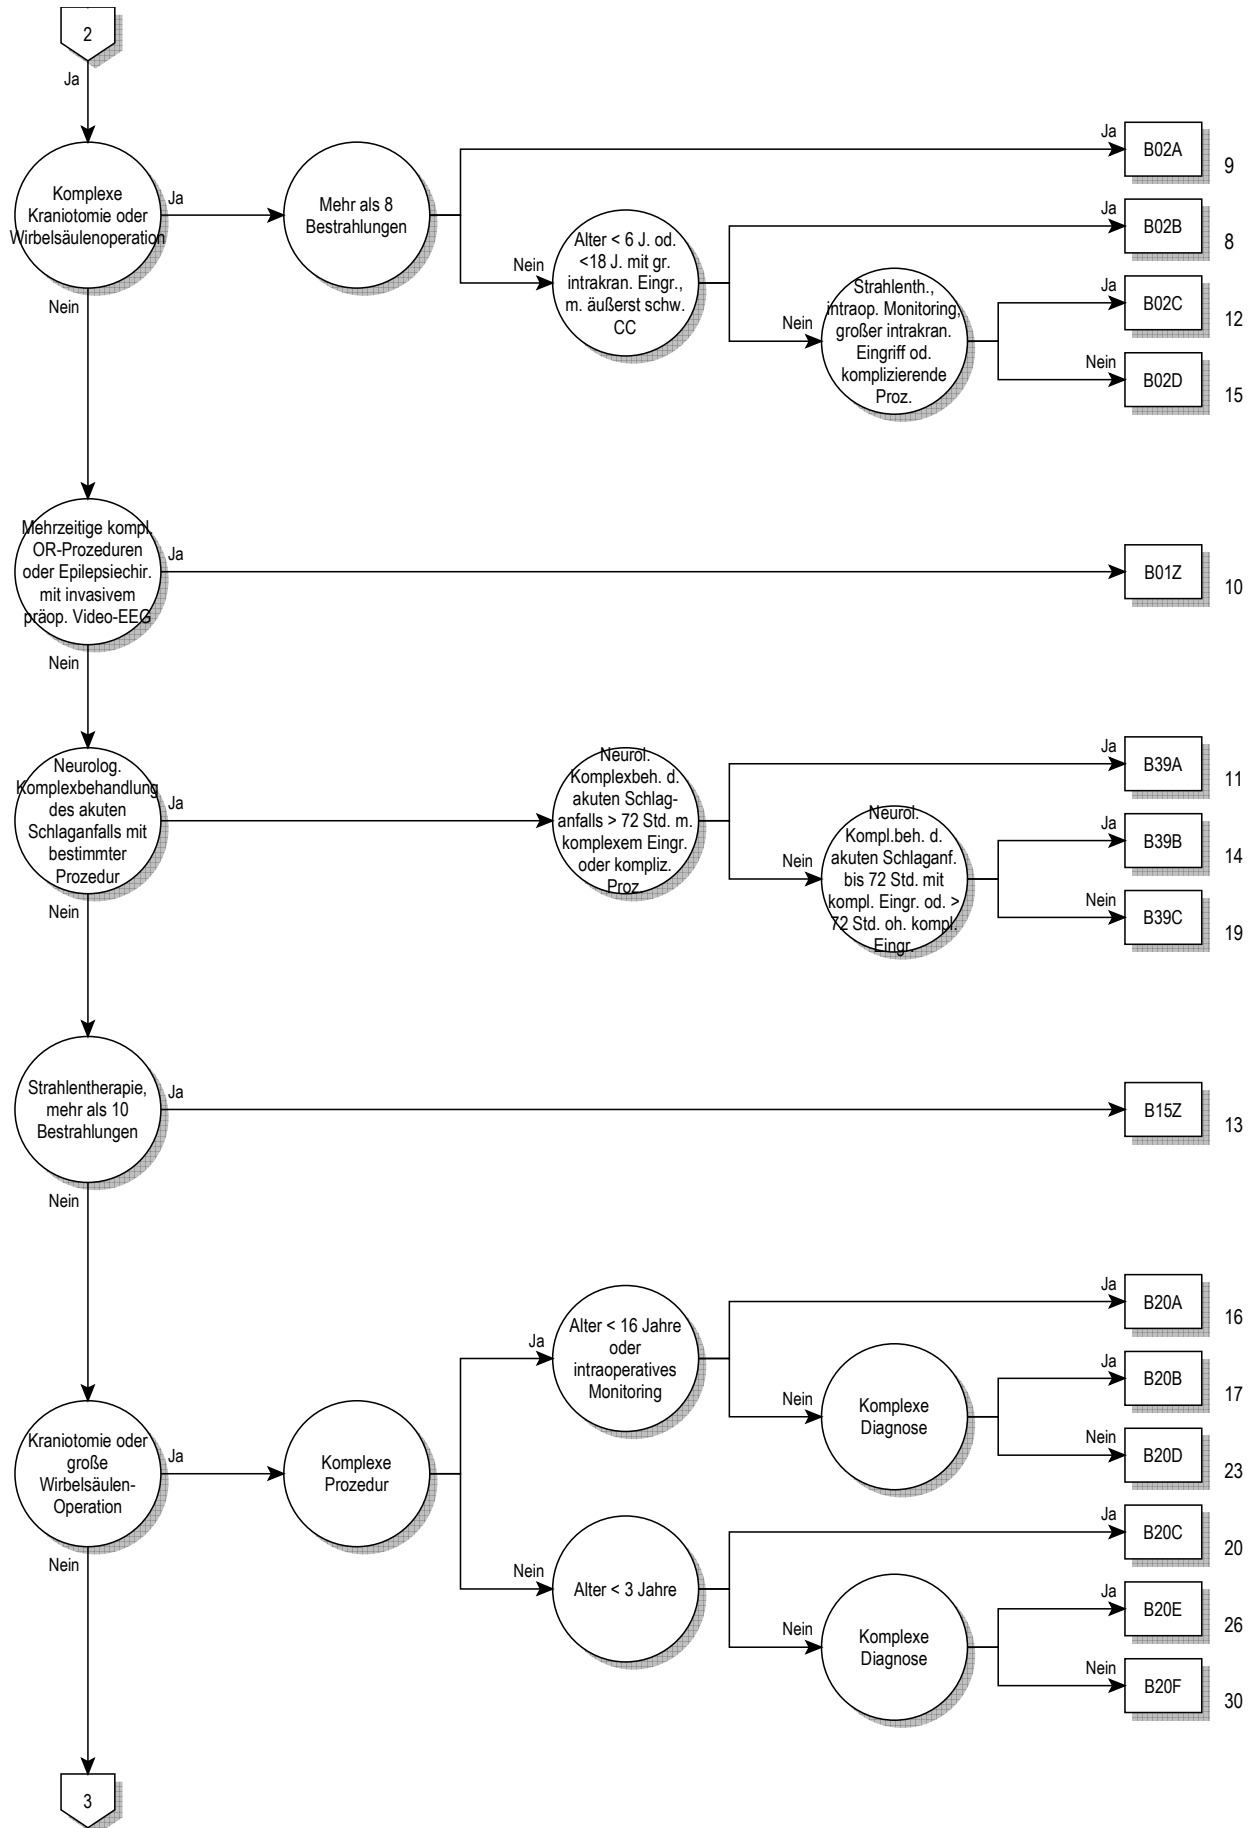 2
Ja
Komplexe
Kraniotomie oder
Wirbelsäulenoperation
Ja
Nein
Mehr als 8
Bestrahlungen
Ja
B02A
9
Nein
Alter < 6 J. od.
<18 J. mit gr.
intrakran. Eingr.,
m. äußerst schw.
CC
Ja
B02B
8
Nein
Strahlenth.,
intraop. Monitoring,
großer intrakran.
Eingriff od.
komplizierende
Proz.
Ja
B02C
12
Nein
B02D
15
Mehrzeitige kompl.
OR-Prozeduren
oder Epilepsiechir.
mit invasivem
präop. Video-EEG
Ja
B01Z
10
Nein
Neurolog.
Komplexbehandlung
des akuten
Schlaganfalls mit
bestimmter
Prozedur
Ja
Nein
Neurol.
Komplexbeh. d.
akuten Schlag-
anfalls > 72 Std. m.
komplexem Eingr.
oder kompliz.
Proz.
Ja
B39A
11
Nein
Neurol.
Kompl.beh. d.
akuten Schlaganf.
bis 72 Std. mit
kompl. Eingr. od. >
72 Std. oh. kompl.
Eingr.
Ja
B39B
14
Nein
B39C
19
Strahlentherapie,
mehr als 10
Bestrahlungen
Ja
B15Z
13
Nein
Kraniotomie oder
große
Wirbelsäulen-
Operation
Ja
Nein
Komplexe
Prozedur
Ja
Alter < 16 Jahre
oder
intraoperatives
Monitoring
Ja
B20A
16
Nein
Komplexe
Diagnose
Ja
B20B
17
Nein
B20D
23
Nein
Alter < 3 Jahre
Ja
B20C
20
Nein
Komplexe
Diagnose
Ja
B20E
26
Nein
B20F
30
3